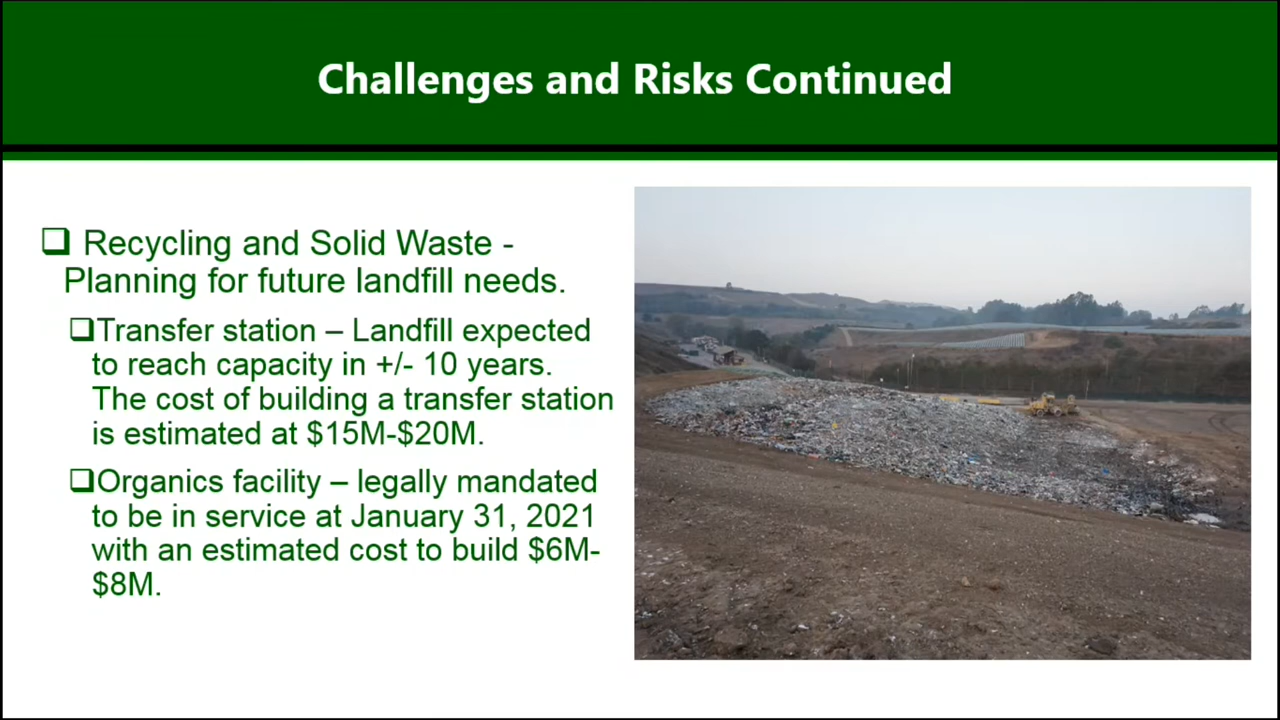 Challenges and Risks Continued
Recycling and Solid Waste -
Planning for future landfill needs.
Transfer station – Landfill expected
to reach capacity in +/- 10 years.
The cost of building a transfer station
is estimated at $15M-$20M.
Organics facility – legally mandated
to be in service at January 31, 2021
with an estimated cost to build $6M-
$8M.